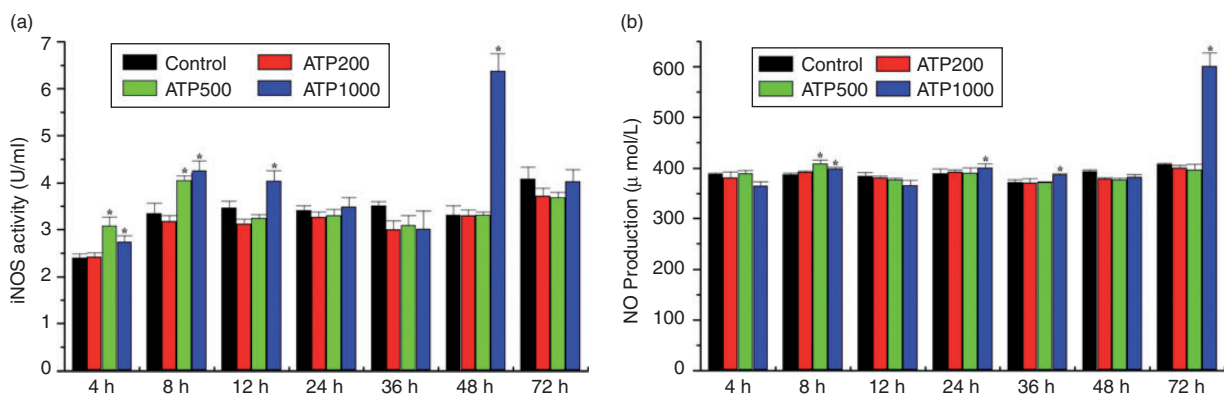 (a)
iNOS activity (U/ml)
7
6
5
4
3
2
1
0
Control
ATP200
ATP500
ATP1000
*
*
*
*
*
*
4 h
8 h
12 h
24 h
36 h
48 h
72 h
(b)
NO Production (μ mol/L)
600
500
400
300
200
100
0
Control
ATP200
ATP500
ATP1000
*
*
*
*
*
4 h
8 h
12 h
24 h
36 h
48 h
72 h